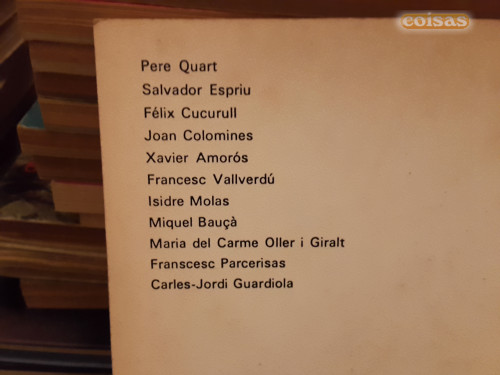 coisas
Pere Quart
Salvador Espriu
Félix Cucurull
Joan Colomines
Xavier Amorós
Francesc Vallverdú
Isidre Molas
Miquel Bauçà
Maria del Carme Oller i Giralt
Franscesc Parcerisas
Carles-Jordi Guardiola